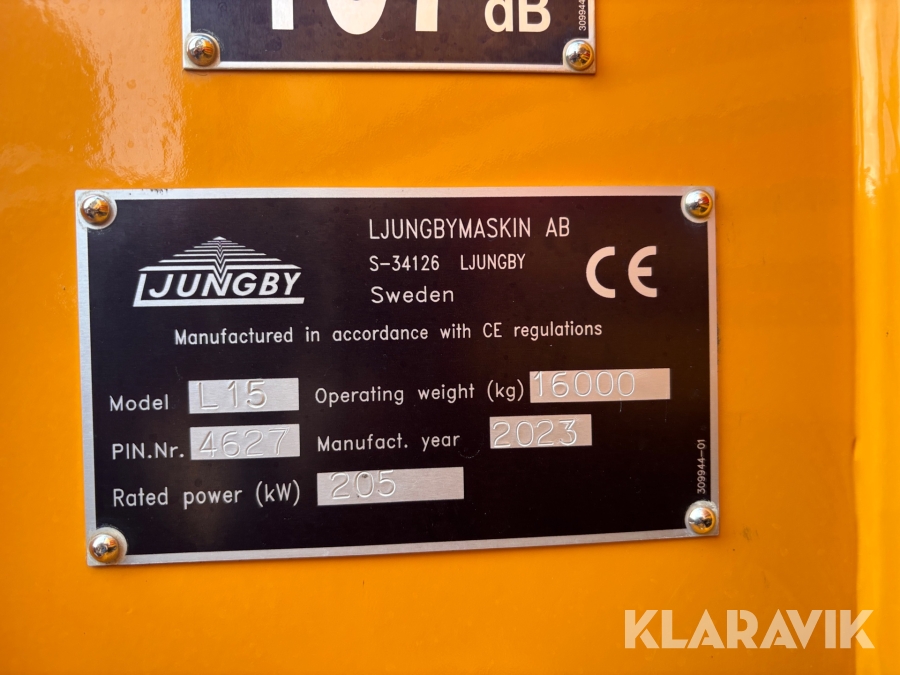 dB
LJUNGBY
LJUNGBYMASKIN AB
S-34126 LJUNGBY
Sweden
CE
Manufactured in accordance with CE regulations
Model L15 Operating weight (kg) 16000
PIN.Nr. 4627 Manufact. year 2023
Rated power (kW) 205
309944-01
KLARAVIK